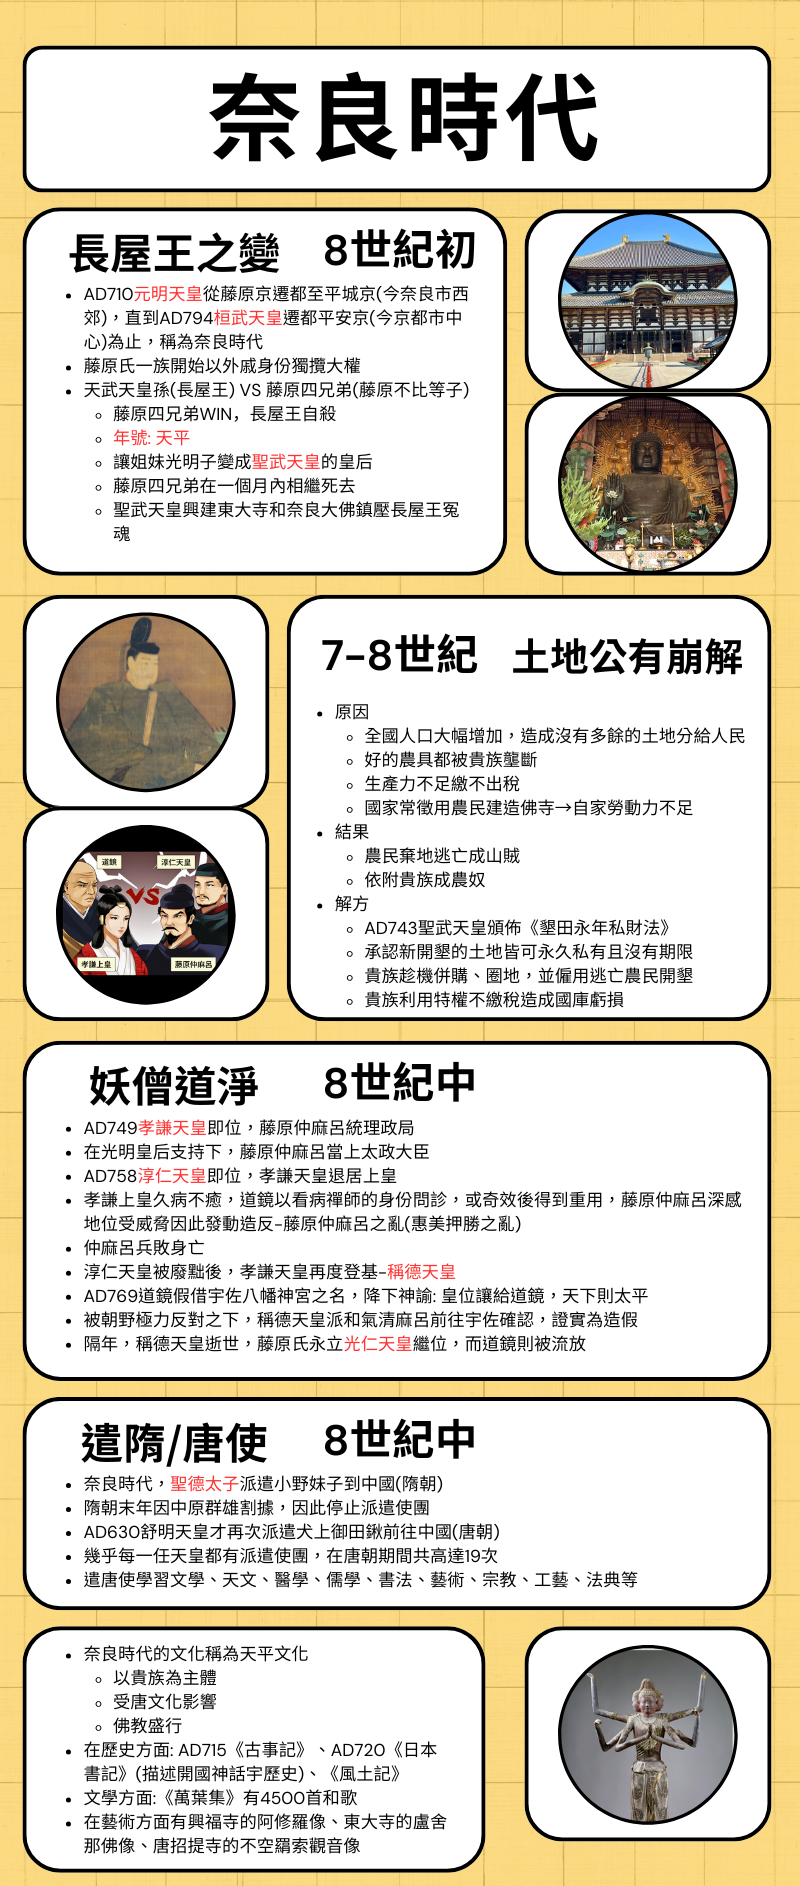 奈良時代
長屋王之變 8世紀初
AD710元明天皇從藤原京遷都至平城京(今奈良市西
郊)，直到AD794桓武天皇遷都平安京(今京都市中
心)為止，稱為奈良時代
藤原氏一族開始以外戚身份獨攬大權
天武天皇孫(長屋王) VS 藤原四兄弟(藤原不比等子)
藤原四兄弟WIN，長屋王自殺
年號: 天平
讓姐妹光明子變成聖武天皇的皇后
藤原四兄弟在一個月內相繼死去
聖武天皇興建東大寺和奈良大佛鎮壓長屋王冤
魂
7-8世紀 土地公有崩解
原因
全國人口大幅增加，造成沒有多餘的土地分給人民
好的農具都被貴族壟斷
生產力不足繳不出稅
國家常徵用農民建造佛寺→自家勞動力不足
結果
農民棄地逃亡成山賊
依附貴族成農奴
解方
AD743聖武天皇頒佈《墾田永年私財法》
承認新開墾的土地皆可永久私有且沒有期限
貴族趁機併購、圈地，並僱用逃亡農民開墾
貴族利用特權不繳稅造成國庫虧損
道鏡
淳仁天皇
VS
孝謙上皇
藤原仲麻呂
妖僧道淨 8世紀中
AD749孝謙天皇即位，藤原仲麻呂統理政局
在光明皇后支持下，藤原仲麻呂當上太政大臣
AD758淳仁天皇即位，孝謙天皇退居上皇
孝謙上皇久病不癒，道鏡以看病禪師的身份問診，或奇效後得到重用，藤原仲麻呂深感
地位受威脅因此發動造反-藤原仲麻呂之亂(惠美押勝之亂)
仲麻呂兵敗身亡
淳仁天皇被廢黜後，孝謙天皇再度登基-稱德天皇
AD769道鏡假借宇佐八幡神宮之名，降下神諭: 皇位讓給道鏡，天下則太平
被朝野極力反對之下，稱德天皇派和氣清麻呂前往宇佐確認，證實為造假
隔年，稱德天皇逝世，藤原氏永立光仁天皇繼位，而道鏡則被流放
遣隋/唐使 8世紀中
奈良時代，聖德太子派遣小野妹子到中國(隋朝)
隋朝末年因中原群雄割據，因此停止派遣使團
AD630舒明天皇才再次派遣犬上御田鍬前往中國(唐朝)
幾乎每一任天皇都有派遣使團，在唐朝期間共高達19次
遣唐使學習文學、天文、醫學、儒學、書法、藝術、宗教、工藝、法典等
奈良時代的文化稱為天平文化
以貴族為主體
受唐文化影響
佛教盛行
在歷史方面: AD715《古事記》、AD720《日本
書記》(描述開國神話宇歷史)、《風土記》
文學方面:《萬葉集》有4500首和歌
在藝術方面有興福寺的阿修羅像、東大寺的盧舍
那佛像、唐招提寺的不空羂索觀音像